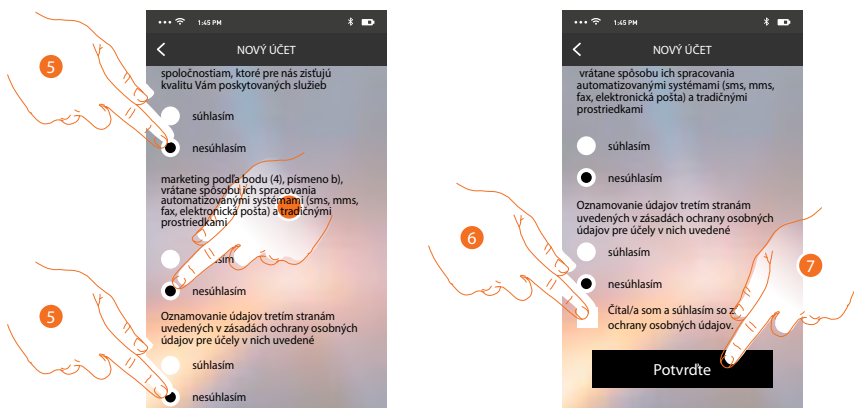 1:45 PM
NOVÝ ÚČET
spoločnostiam, ktoré pre nás zisťujú
kvalitu Vám poskytovaných služieb
súhlasím
nesúhlasím
marketing podľa bodu (4), písmeno b),
vrátane spôsobu ich spracovania
automatizovanými systémami (sms, mms,
fax, elektronická pošta) a tradičnými
prostriedkami
nesúhlasím
Oznamovanie údajov tretím stranám
uvedených v zásadách ochrany osobných
údajov pre účely v nich uvedené
súhlasím
nesúhlasím
5
5
1:45 PM
NOVÝ ÚČET
vrátane spôsobu ich spracovania
automatizovanými systémami (sms, mms,
fax, elektronická pošta) a tradičnými
prostriedkami
súhlasím
nesúhlasím
Oznamovanie údajov tretím stranám
uvedených v zásadách ochrany osobných
údajov pre účely v nich uvedené
súhlasím
nesúhlasím
Čítal/a som a súhlasím so
ochrany osobných údajov.
Potvrďte
6
7